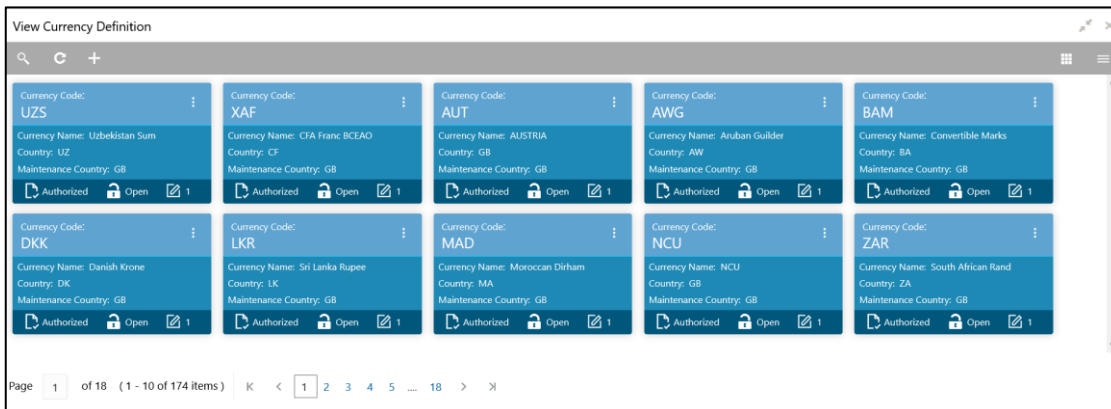 View Currency Definition
Currency Code:
UZS
Currency Name: Uzbekistan Sum
Country: UZ
Maintenance Country: GB
Authorized Open 1
Currency Code:
XAF
Currency Name: CFA Franc BCEAO
Country: CF
Maintenance Country: GB
Authorized Open 1
Currency Code:
AUT
Currency Name: AUSTRIA
Country: GB
Maintenance Country: GB
Authorized Open 1
Currency Code:
AWG
Currency Name: Aruban Guilder
Country: AW
Maintenance Country: GB
Authorized Open 1
Currency Code:
BAM
Currency Name: Convertible Marks
Country: BA
Maintenance Country: GB
Authorized Open 1
Currency Code:
DKK
Currency Name: Danish Krone
Country: DK
Maintenance Country: GB
Authorized Open 1
Currency Code:
LKR
Currency Name: Sri Lanka Rupee
Country: LK
Maintenance Country: GB
Authorized Open 1
Currency Code:
MAD
Currency Name: Moroccan Dirham
Country: MA
Maintenance Country: GB
Authorized Open 1
Currency Code:
NCU
Currency Name: NCU
Country: GB
Maintenance Country: GB
Authorized Open 1
Currency Code:
ZAR
Currency Name: South African Rand
Country: ZA
Maintenance Country: GB
Authorized Open 1
Page 1 of 18 ( 1 - 10 of 174 items ) 1 2 3 4 5 .... 18